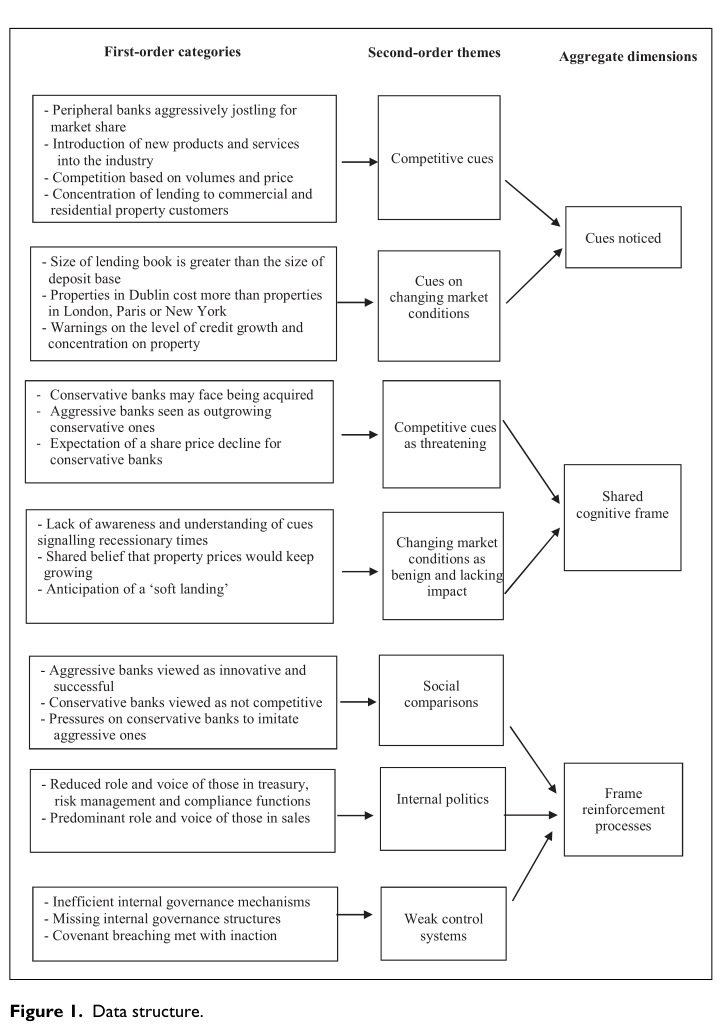 First-order categories
Second-order themes
Aggregate dimensions
- Peripheral banks aggressively jostling for
market share
- Introduction of new products and services
into the industry
- Competition based on volumes and price
- Concentration of lending to commercial and
residential property customers
Competitive cues
Cues noticed
- Size of lending book is greater than the size of
deposit base
- Properties in Dublin cost more than properties
in London, Paris or New York
- Warnings on the level of credit growth and
concentration on property
Cues on
changing market
conditions
- Conservative banks may face being acquired
- Aggressive banks seen as outgrowing
conservative ones
- Expectation of a share price decline for
conservative banks
Competitive cues
as threatening
Shared
cognitive frame
- Lack of awareness and understanding of cues
signalling recessionary times
- Shared belief that property prices would keep
growing
- Anticipation of a ‘soft landing’
Changing market
conditions as
benign and lacking
impact
- Aggressive banks viewed as innovative and
successful
- Conservative banks viewed as not competitive
- Pressures on conservative banks to imitate
aggressive ones
Social
comparisons
- Reduced role and voice of those in treasury,
risk management and compliance functions
- Predominant role and voice of those in sales
Internal politics
Frame
reinforcement
processes
- Inefficient internal governance mechanisms
- Missing internal governance structures
- Covenant breaching met with inaction
Weak control
systems
Figure 1. Data structure.